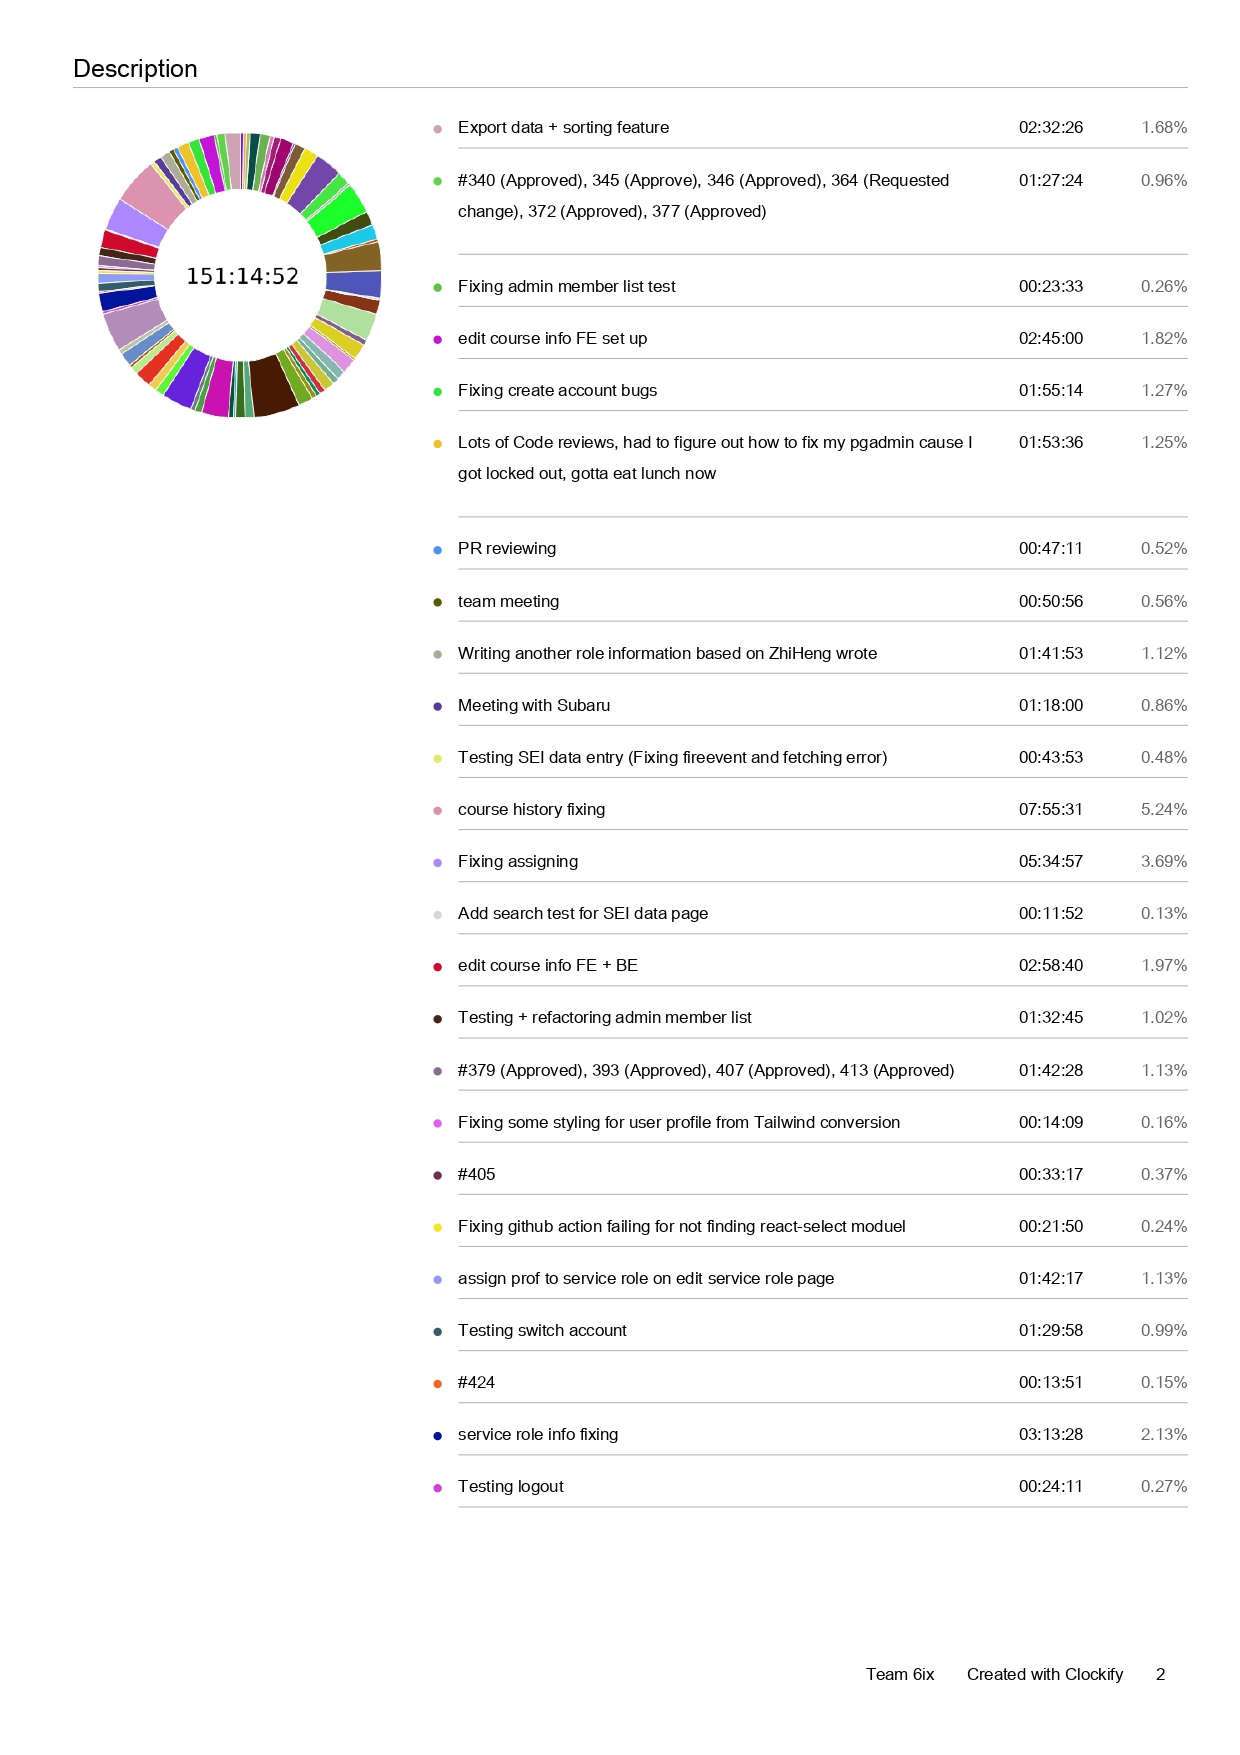 Description
151:14:52
Export data + sorting feature 02:32:26 1.68%
#340 (Approved), 345 (Approve), 346 (Approved), 364 (Requested 01:27:24 0.96%
change), 372 (Approved), 377 (Approved)
Fixing admin member list test 00:23:33 0.26%
edit course info FE set up 02:45:00 1.82%
Fixing create account bugs 01:55:14 1.27%
Lots of Code reviews, had to figure out how to fix my pgadmin cause I 01:53:36 1.25%
got locked out, gotta eat lunch now
PR reviewing 00:47:11 0.52%
team meeting 00:50:56 0.56%
Writing another role information based on ZhiHeng wrote 01:41:53 1.12%
Meeting with Subaru 01:18:00 0.86%
Testing SEI data entry (Fixing fireevent and fetching error) 00:43:53 0.48%
course history fixing 07:55:31 5.24%
Fixing assigning 05:34:57 3.69%
Add search test for SEI data page 00:11:52 0.13%
edit course info FE + BE 02:58:40 1.97%
Testing + refactoring admin member list 01:32:45 1.02%
#379 (Approved), 393 (Approved), 407 (Approved), 413 (Approved) 01:42:28 1.13%
Fixing some styling for user profile from Tailwind conversion 00:14:09 0.16%
#405 00:33:17 0.37%
Fixing github action failing for not finding react-select moduel 00:21:50 0.24%
assign prof to service role on edit service role page 01:42:17 1.13%
Testing switch account 01:29:58 0.99%
#424 00:13:51 0.15%
service role info fixing 03:13:28 2.13%
Testing logout 00:24:11 0.27%
Team 6ix Created with Clockify 2